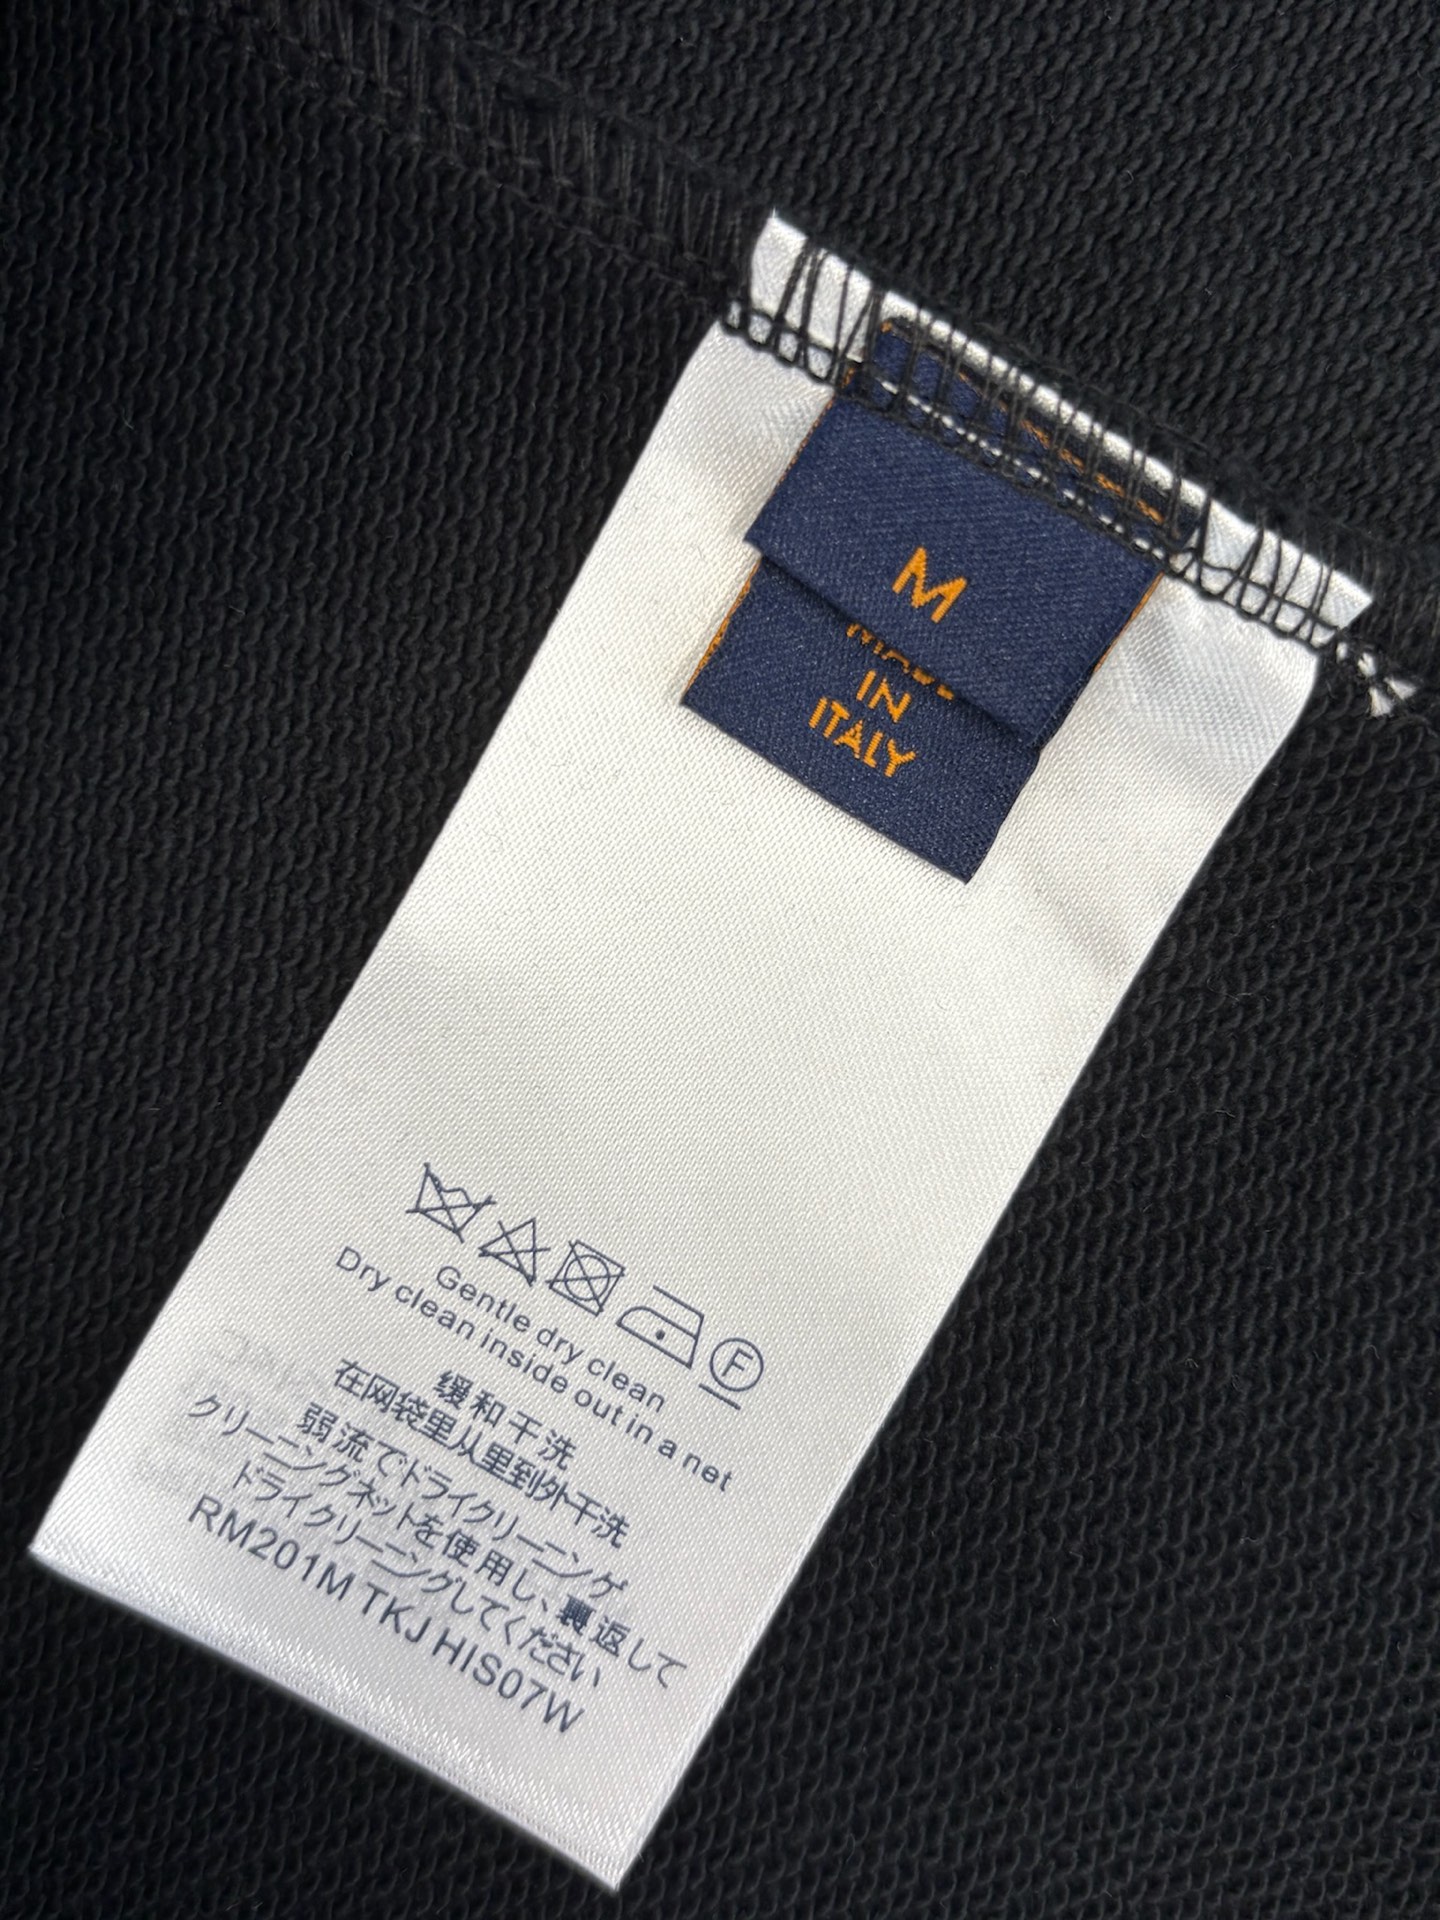 M
MADE
IN
ITALY
F
Gentle dry clean
Dry clean inside out in a net
缓和干洗
在网袋里从里到外干洗
弱流でドライクリーニング
クリーニングネットを使用し、裏返して
ドライクリーニングしてください
RM201M TKJ HIS07W